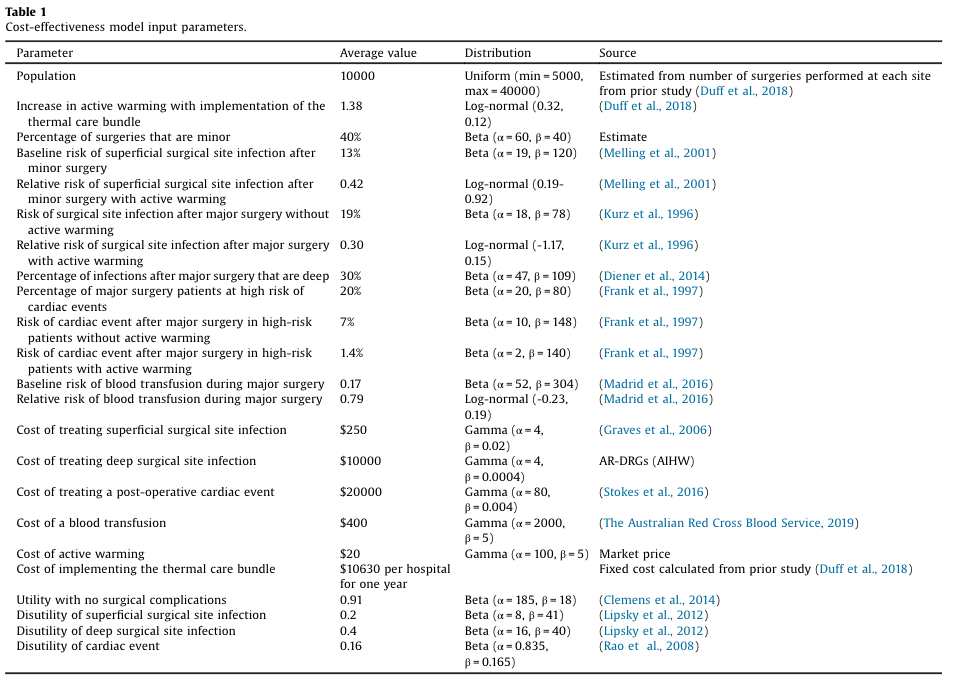 Table 1
Cost-effectiveness model input parameters.
Parameter Average value Distribution Source
Population 10000 Uniform (min = 5000, Estimated from number of surgeries performed at each site
max = 40000) from prior study (Duff et al., 2018)
Increase in active warming with implementation of the 1.38 Log-normal (0.32, (Duff et al., 2018)
thermal care bundle 0.12)
Percentage of surgeries that are minor 40% Beta (α = 60, β = 40) Estimate
Baseline risk of superficial surgical site infection after 13% Beta (α = 19, β = 120) (Melling et al., 2001)
minor surgery
Relative risk of superficial surgical site infection after 0.42 Log-normal (0.19- (Melling et al., 2001)
minor surgery with active warming 0.92)
Risk of surgical site infection after major surgery without 19% Beta (α = 18, β = 78) (Kurz et al., 1996)
active warming
Relative risk of surgical site infection after major surgery 0.30 Log-normal (-1.17, (Kurz et al., 1996)
with active warming 0.15)
Percentage of infections after major surgery that are deep 30% Beta (α = 47, β = 109) (Diener et al., 2014)
Percentage of major surgery patients at high risk of 20% Beta (α = 20, β = 80) (Frank et al., 1997)
cardiac events
Risk of cardiac event after major surgery in high-risk 7% Beta (α = 10, β = 148) (Frank et al., 1997)
patients without active warming
Risk of cardiac event after major surgery in high-risk 1.4% Beta (α = 2, β = 140) (Frank et al., 1997)
patients with active warming
Baseline risk of blood transfusion during major surgery 0.17 Beta (α = 52, β = 304) (Madrid et al., 2016)
Relative risk of blood transfusion during major surgery 0.79 Log-normal (-0.23, (Madrid et al., 2016)
0.19)
Cost of treating superficial surgical site infection $250 Gamma (α = 4, (Graves et al., 2006)
β = 0.02)
Cost of treating deep surgical site infection $10000 Gamma (α = 4, AR-DRGs (AIHW)
β = 0.0004)
Cost of treating a post-operative cardiac event $20000 Gamma (α = 80, (Stokes et al., 2016)
β = 0.004)
Cost of a blood transfusion $400 Gamma (α = 2000, (The Australian Red Cross Blood Service, 2019)
β = 5)
Cost of active warming $20 Gamma (α = 100, β = 5) Market price
Cost of implementing the thermal care bundle $10630 per hospital Fixed cost calculated from prior study (Duff et al., 2018)
for one year
Utility with no surgical complications 0.91 Beta (α = 185, β = 18) (Clemens et al., 2014)
Disutility of superficial surgical site infection 0.2 Beta (α = 8, β = 41) (Lipsky et al., 2012)
Disutility of deep surgical site infection 0.4 Beta (α = 16, β = 40) (Lipsky et al., 2012)
Disutility of cardiac event 0.16 Beta (α = 0.835, (Rao et al., 2008)
β = 0.165)